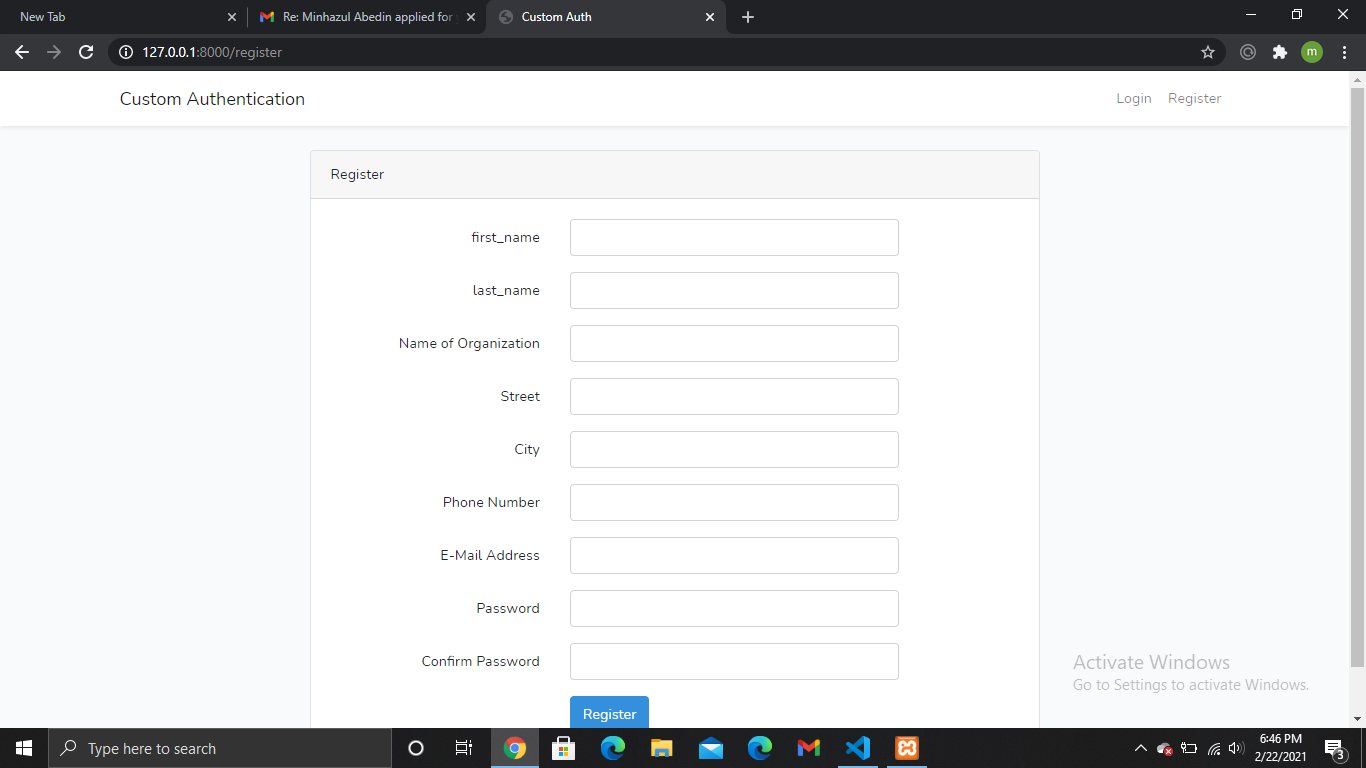 New Tab
Re: Minhazul Abedin applied for
Custom Auth
127.0.0.1:8000/register
m
Custom Authentication
Login
Register
Register
first_name
last_name
Name of Organization
Street
City
Phone Number
E-Mail Address
Password
Confirm Password
Register
Activate Windows
Go to Settings to activate Windows.
Type here to search
6:46 PM
2/22/2021
3